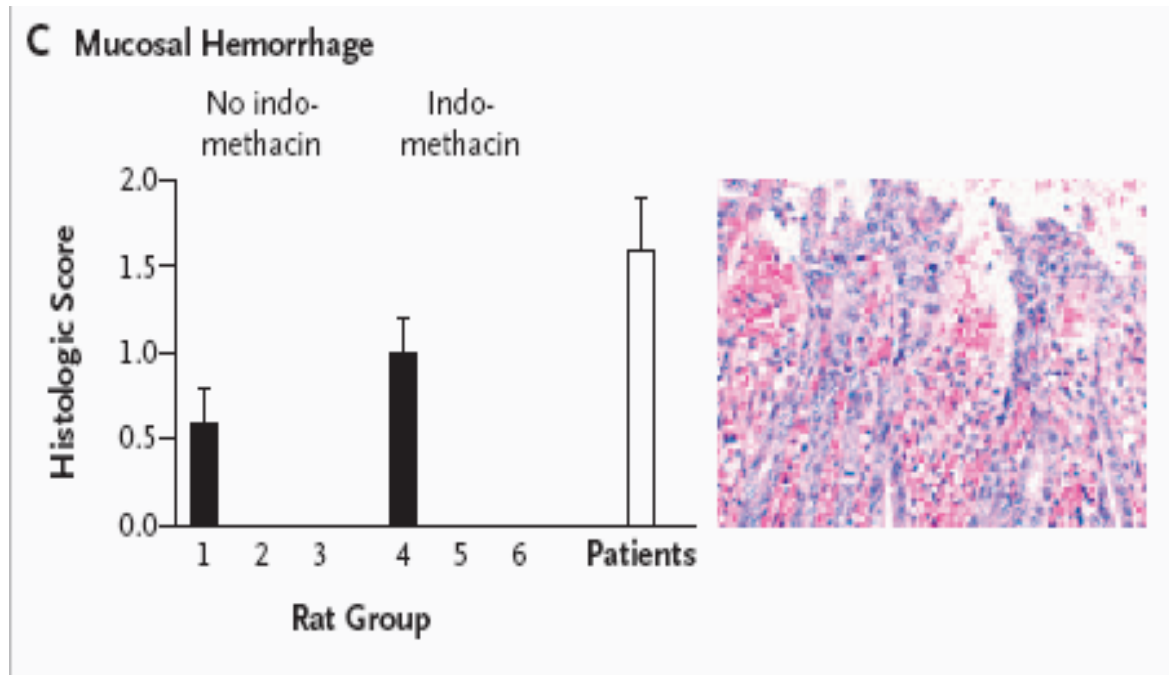 C Mucosal Hemorrhage
No indo-
methacin
Indo-
methacin
Histologic Score
2.0
1.5
1.0
0.5
0.0
1 2 3 4 5 6 Patients
Rat Group